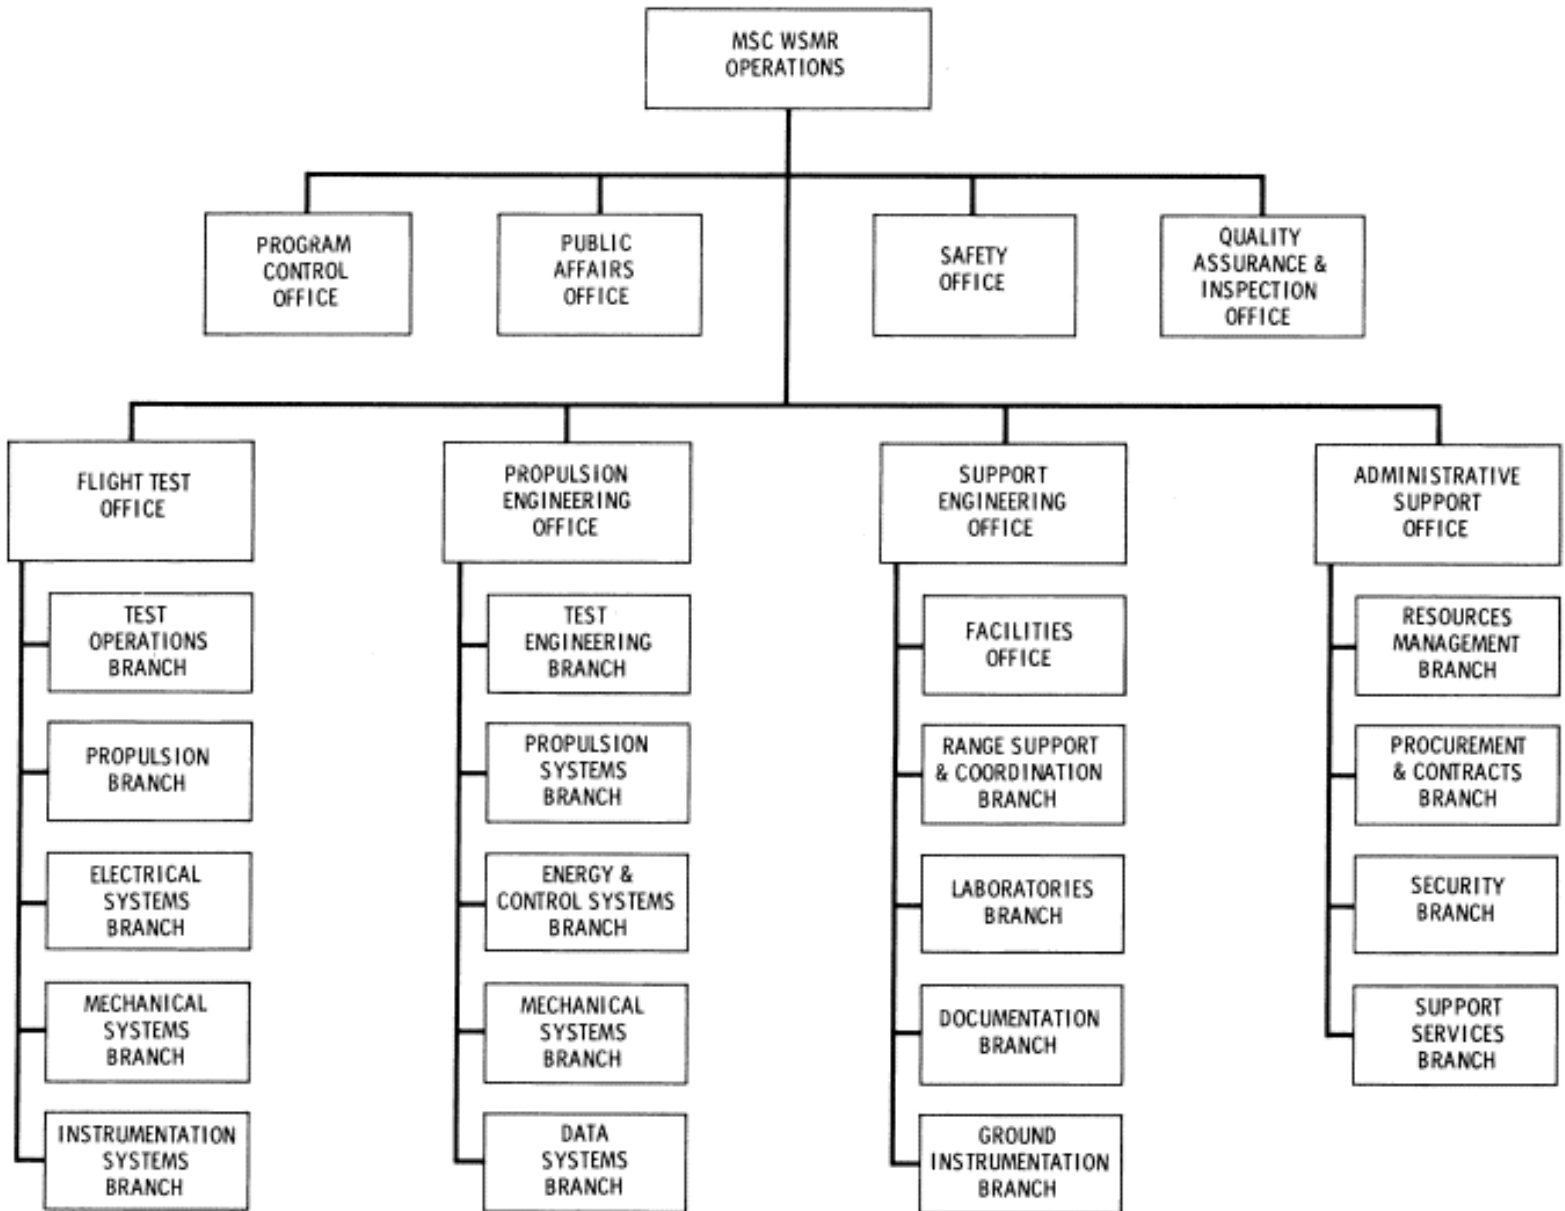 MSC WSMR
OPERATIONS
PROGRAM
CONTROL
OFFICE
PUBLIC
AFFAIRS
OFFICE
SAFETY
OFFICE
QUALITY
ASSURANCE &
INSPECTION
OFFICE
FLIGHT TEST
OFFICE
PROPULSION
ENGINEERING
OFFICE
SUPPORT
ENGINEERING
OFFICE
ADMINISTRATIVE
SUPPORT
OFFICE
TEST
OPERATIONS
BRANCH
PROPULSION
BRANCH
ELECTRICAL
SYSTEMS
BRANCH
MECHANICAL
SYSTEMS
BRANCH
INSTRUMENTATION
SYSTEMS
BRANCH
TEST
ENGINEERING
BRANCH
PROPULSION
SYSTEMS
BRANCH
ENERGY &
CONTROL SYSTEMS
BRANCH
MECHANICAL
SYSTEMS
BRANCH
DATA
SYSTEMS
BRANCH
FACILITIES
OFFICE
RANGE SUPPORT
& COORDINATION
BRANCH
LABORATORIES
BRANCH
DOCUMENTATION
BRANCH
GROUND
INSTRUMENTATION
BRANCH
RESOURCES
MANAGEMENT
BRANCH
PROCUREMENT
& CONTRACTS
BRANCH
SECURITY
BRANCH
SUPPORT
SERVICES
BRANCH